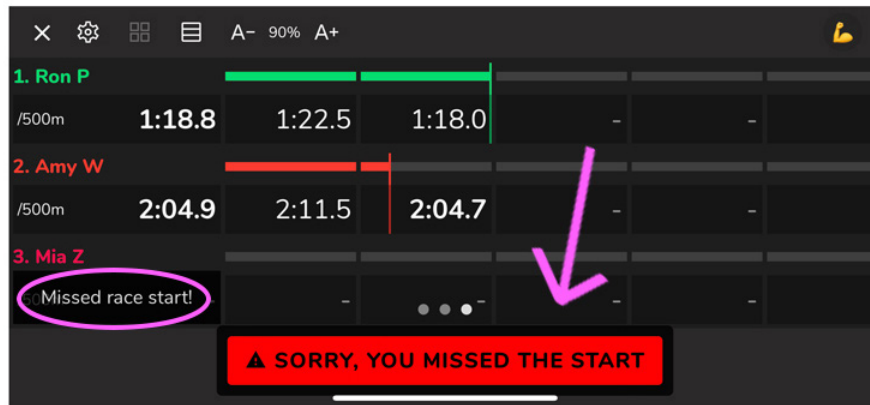 A- 90% A+
1. Ron P
/500m 1:18.8 1:22.5 1:18.0 - -
2. Amy W
/500m 2:04.9 2:11.5 2:04.7 - -
3. Mia Z
Missed race start! - - - -
SORRY, YOU MISSED THE START